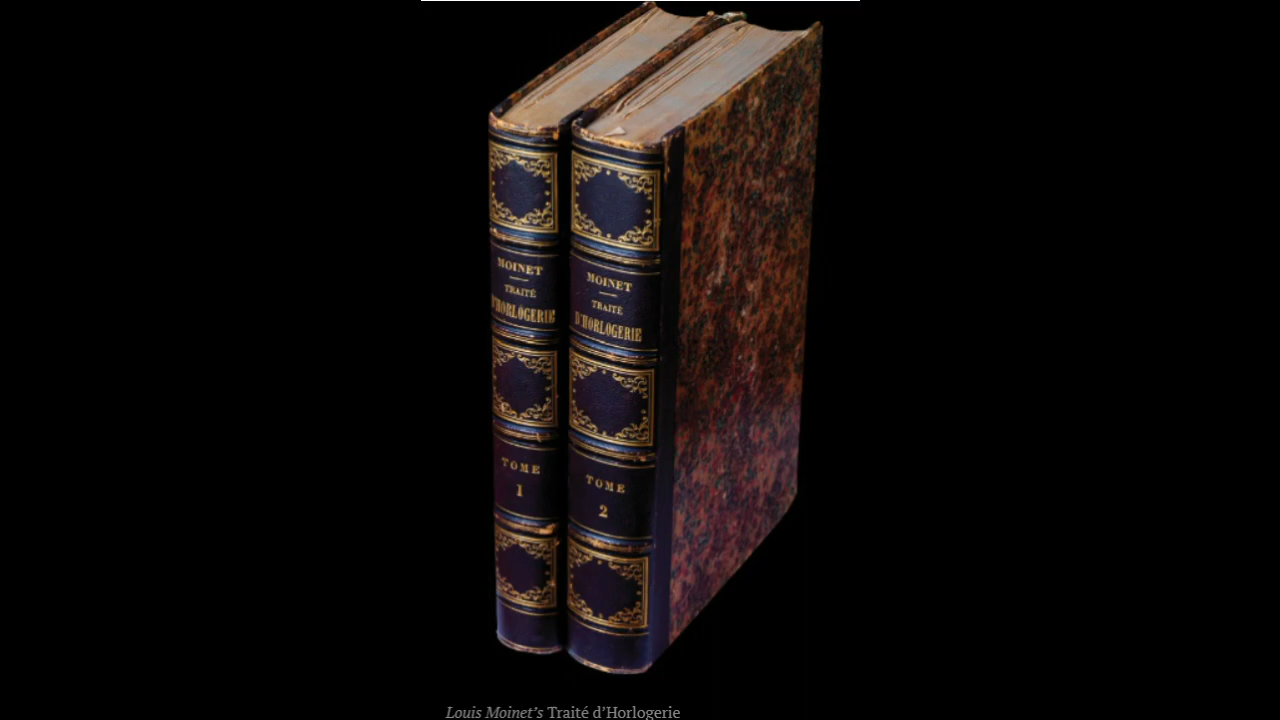 MOINET
TRAITÉ
D'HORLOGERIE
TOME
1
MOINET
TRAITÉ
D'HORLOGERIE
TOME
2
Louis Moinet's Traité d'Horlogerie